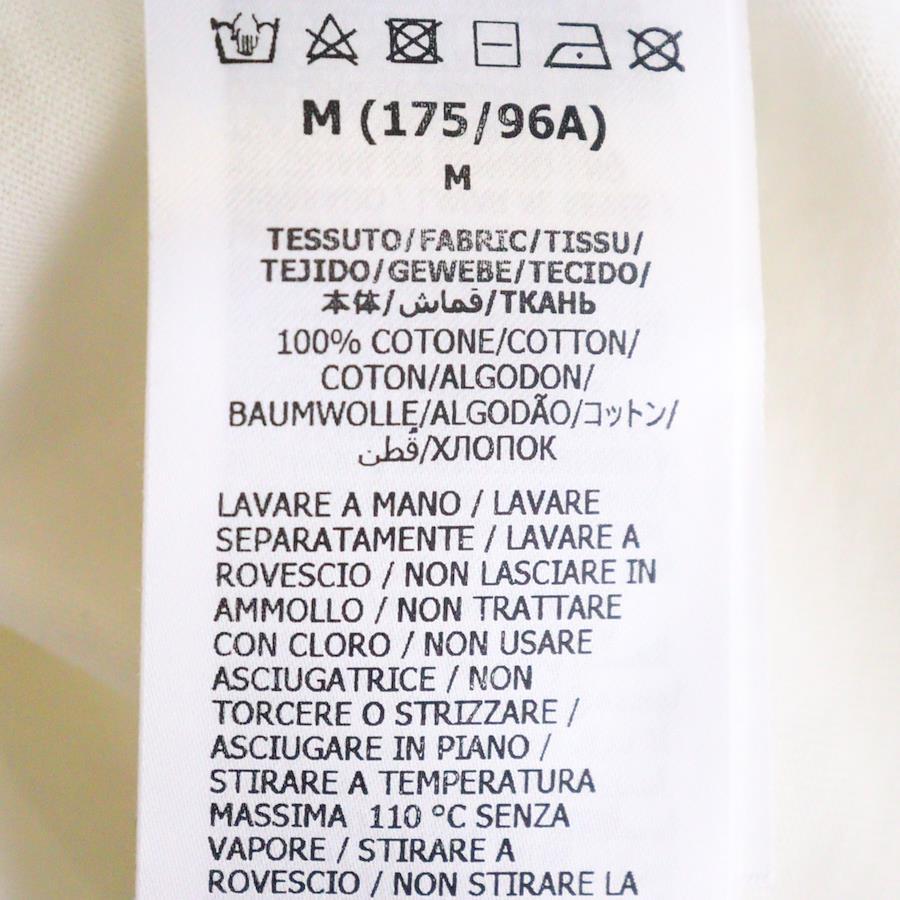 M (175/96A)
M
TESSUTO/FABRIC/TISSU/
TEJIDO/GEWEBE/TECIDO/
本体/قماش/ТКАНЬ
100% COTONE/COTTON/
COTON/ALGODON/
BAUMWOLLE/ALGODÃO/コットン/
قطن/ХЛОПОК
LAVARE A MANO / LAVARE
SEPARATAMENTE / LAVARE A
ROVESCIO / NON LASCIARE IN
AMMOLLO / NON TRATTARE
CON CLORO / NON USARE
ASCIUGATRICE / NON
TORCERE O STRIZZARE /
ASCIUGARE IN PIANO /
STIRARE A TEMPERATURA
MASSIMA 110 °C SENZA
VAPORE / STIRARE A
ROVESCIO / NON STIRARE LA